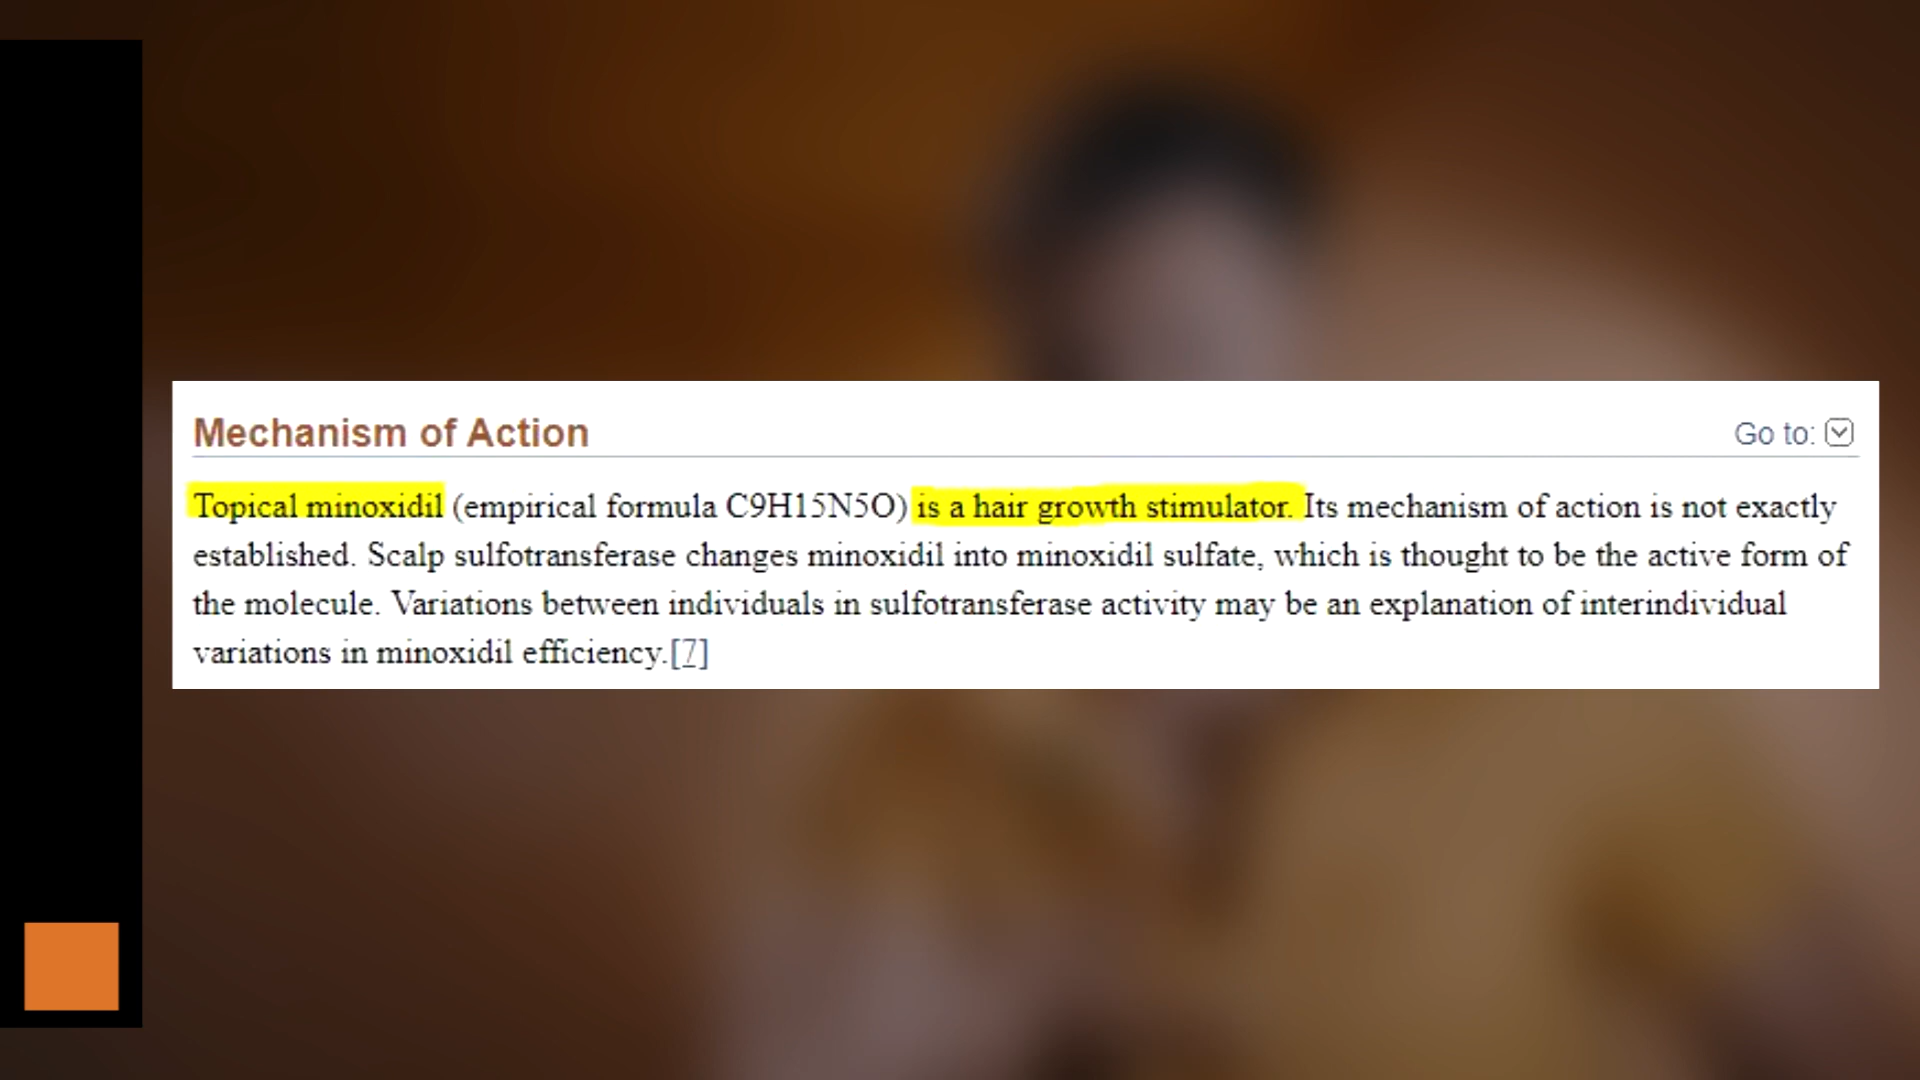 Mechanism of Action
Go to:
Topical minoxidil (empirical formula C9H15N5O) is a hair growth stimulator. Its mechanism of action is not exactly
established. Scalp sulfotransferase changes minoxidil into minoxidil sulfate, which is thought to be the active form of
the molecule. Variations between individuals in sulfotransferase activity may be an explanation of interindividual
variations in minoxidil efficiency.[7]